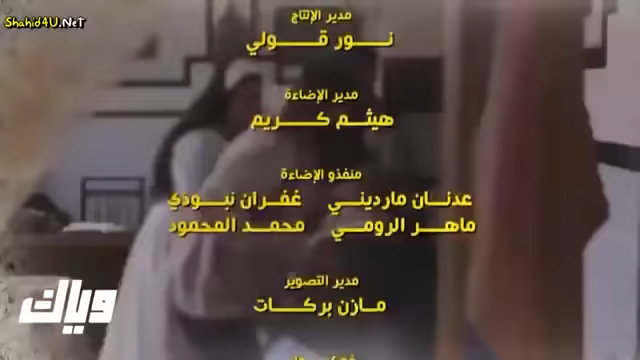 Shahid4U.Net
مدير الإنتاج
نور قولي
مدير الإضاءة
هيثم كريم
منفذو الإضاءة
عدنان مارديني غفران نبوذي
ماهر الرومي محمد المحمود
مدير التصوير
مازن بركات
وياك